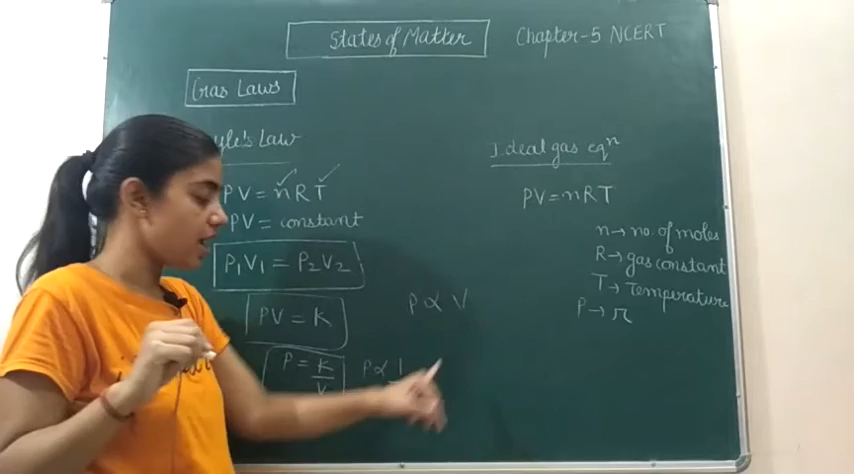 States of Matter
Chapter-5 NCERT
Gas Laws
yle's Law
PV = nRT
PV = constant
P₁V₁ = P₂V₂
PV = K
P = K/V
P ∝ 1
P ∝ V
Ideal gas eqⁿ
PV = nRT
n → no. of moles
R → gas constant
T → Temperature
P →